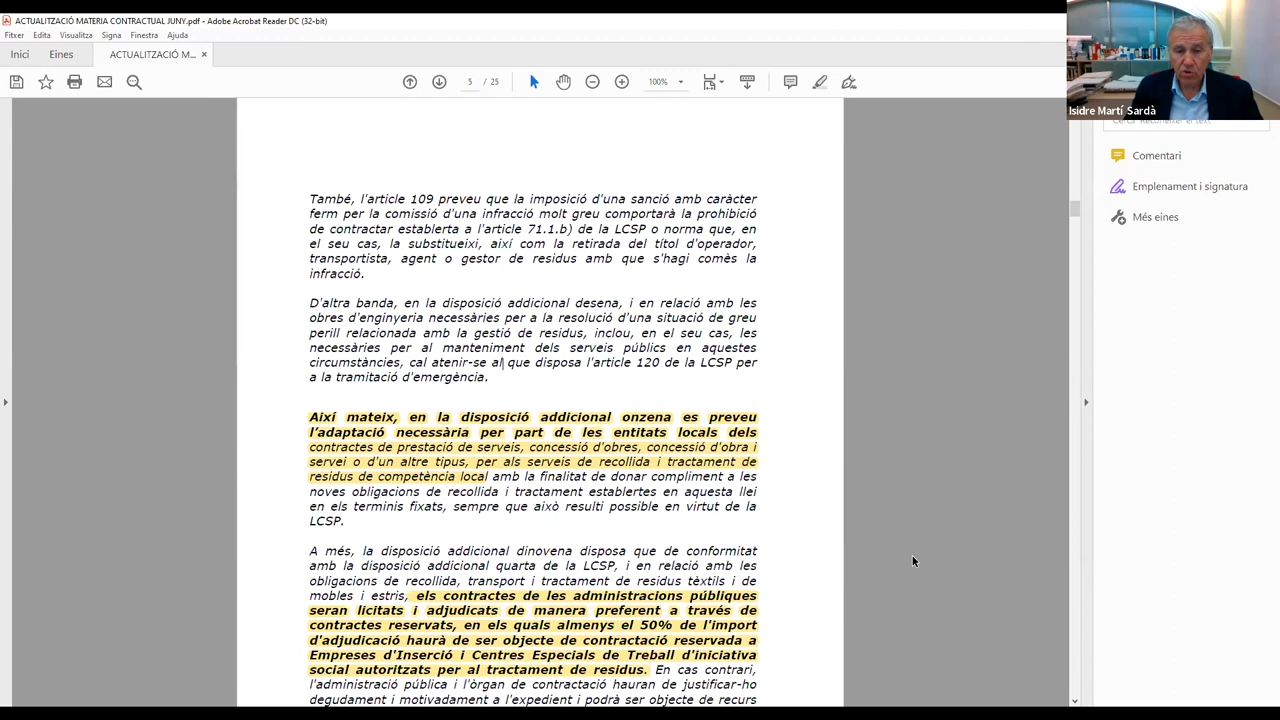 ACTUALITZACIÓ MATERIA CONTRACTUAL JUNY.pdf - Adobe Acrobat Reader DC (32-bit)
Fitxer Edita Visualitza Signa Finestra Ajuda
Inici Eines ACTUALITZACIÓ M... ×
5 / 25 100%
Isidre Martí Sardà
Comentari
Emplenament i signatura
Més eines
També, l'article 109 preveu que la imposició d'una sanció amb caràcter
ferm per la comissió d'una infracció molt greu comportarà la prohibició
de contractar establerta a l'article 71.1.b) de la LCSP o norma que, en
el seu cas, la substitueixi, així com la retirada del títol d'operador,
transportista, agent o gestor de residus amb que s'hagi comès la
infracció.
D'altra banda, en la disposició addicional desena, i en relació amb les
obres d'enginyeria necessàries per a la resolució d'una situació de greu
perill relacionada amb la gestió de residus, inclou, en el seu cas, les
necessàries per al manteniment dels serveis públics en aquestes
circumstàncies, cal atenir-se al que disposa l'article 120 de la LCSP per
a la tramitació d'emergència.
Així mateix, en la disposició addicional onzena es preveu
l'adaptació necessària per part de les entitats locals dels
contractes de prestació de serveis, concessió d'obres, concessió d'obra i
servei o d'un altre tipus, per als serveis de recollida i tractament de
residus de competència local amb la finalitat de donar compliment a les
noves obligacions de recollida i tractament establertes en aquesta llei
en els terminis fixats, sempre que això resulti possible en virtut de la
LCSP.
A més, la disposició addicional dinovena disposa que de conformitat
amb la disposició addicional quarta de la LCSP, i en relació amb les
obligacions de recollida, transport i tractament de residus tèxtils i de
mobles i estris, els contractes de les administracions públiques
seran licitats i adjudicats de manera preferent a través de
contractes reservats, en els quals almenys el 50% de l'import
d'adjudicació haurà de ser objecte de contractació reservada a
Empreses d'Inserció i Centres Especials de Treball d'iniciativa
social autoritzats per al tractament de residus. En cas contrari,
l'administració pública i l'òrgan de contractació hauran de justificar-ho
degudament i motivadament a l'expedient i podrà ser objecte de recurs